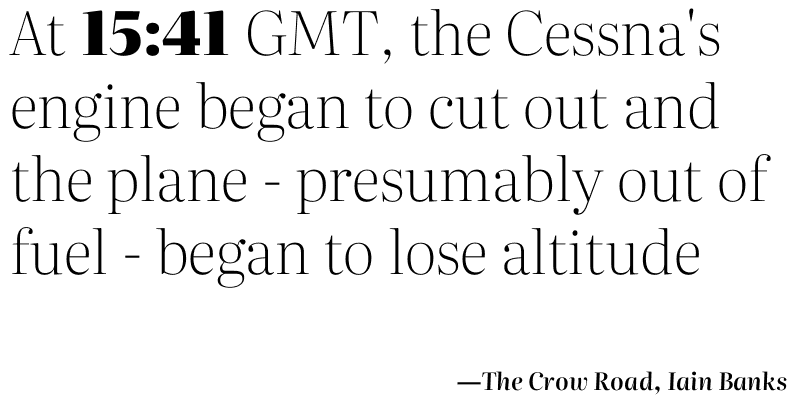 At 15:41 GMT, the Cessna's
engine began to cut out and
the plane - presumably out of
fuel - began to lose altitude
—The Crow Road, Iain Banks